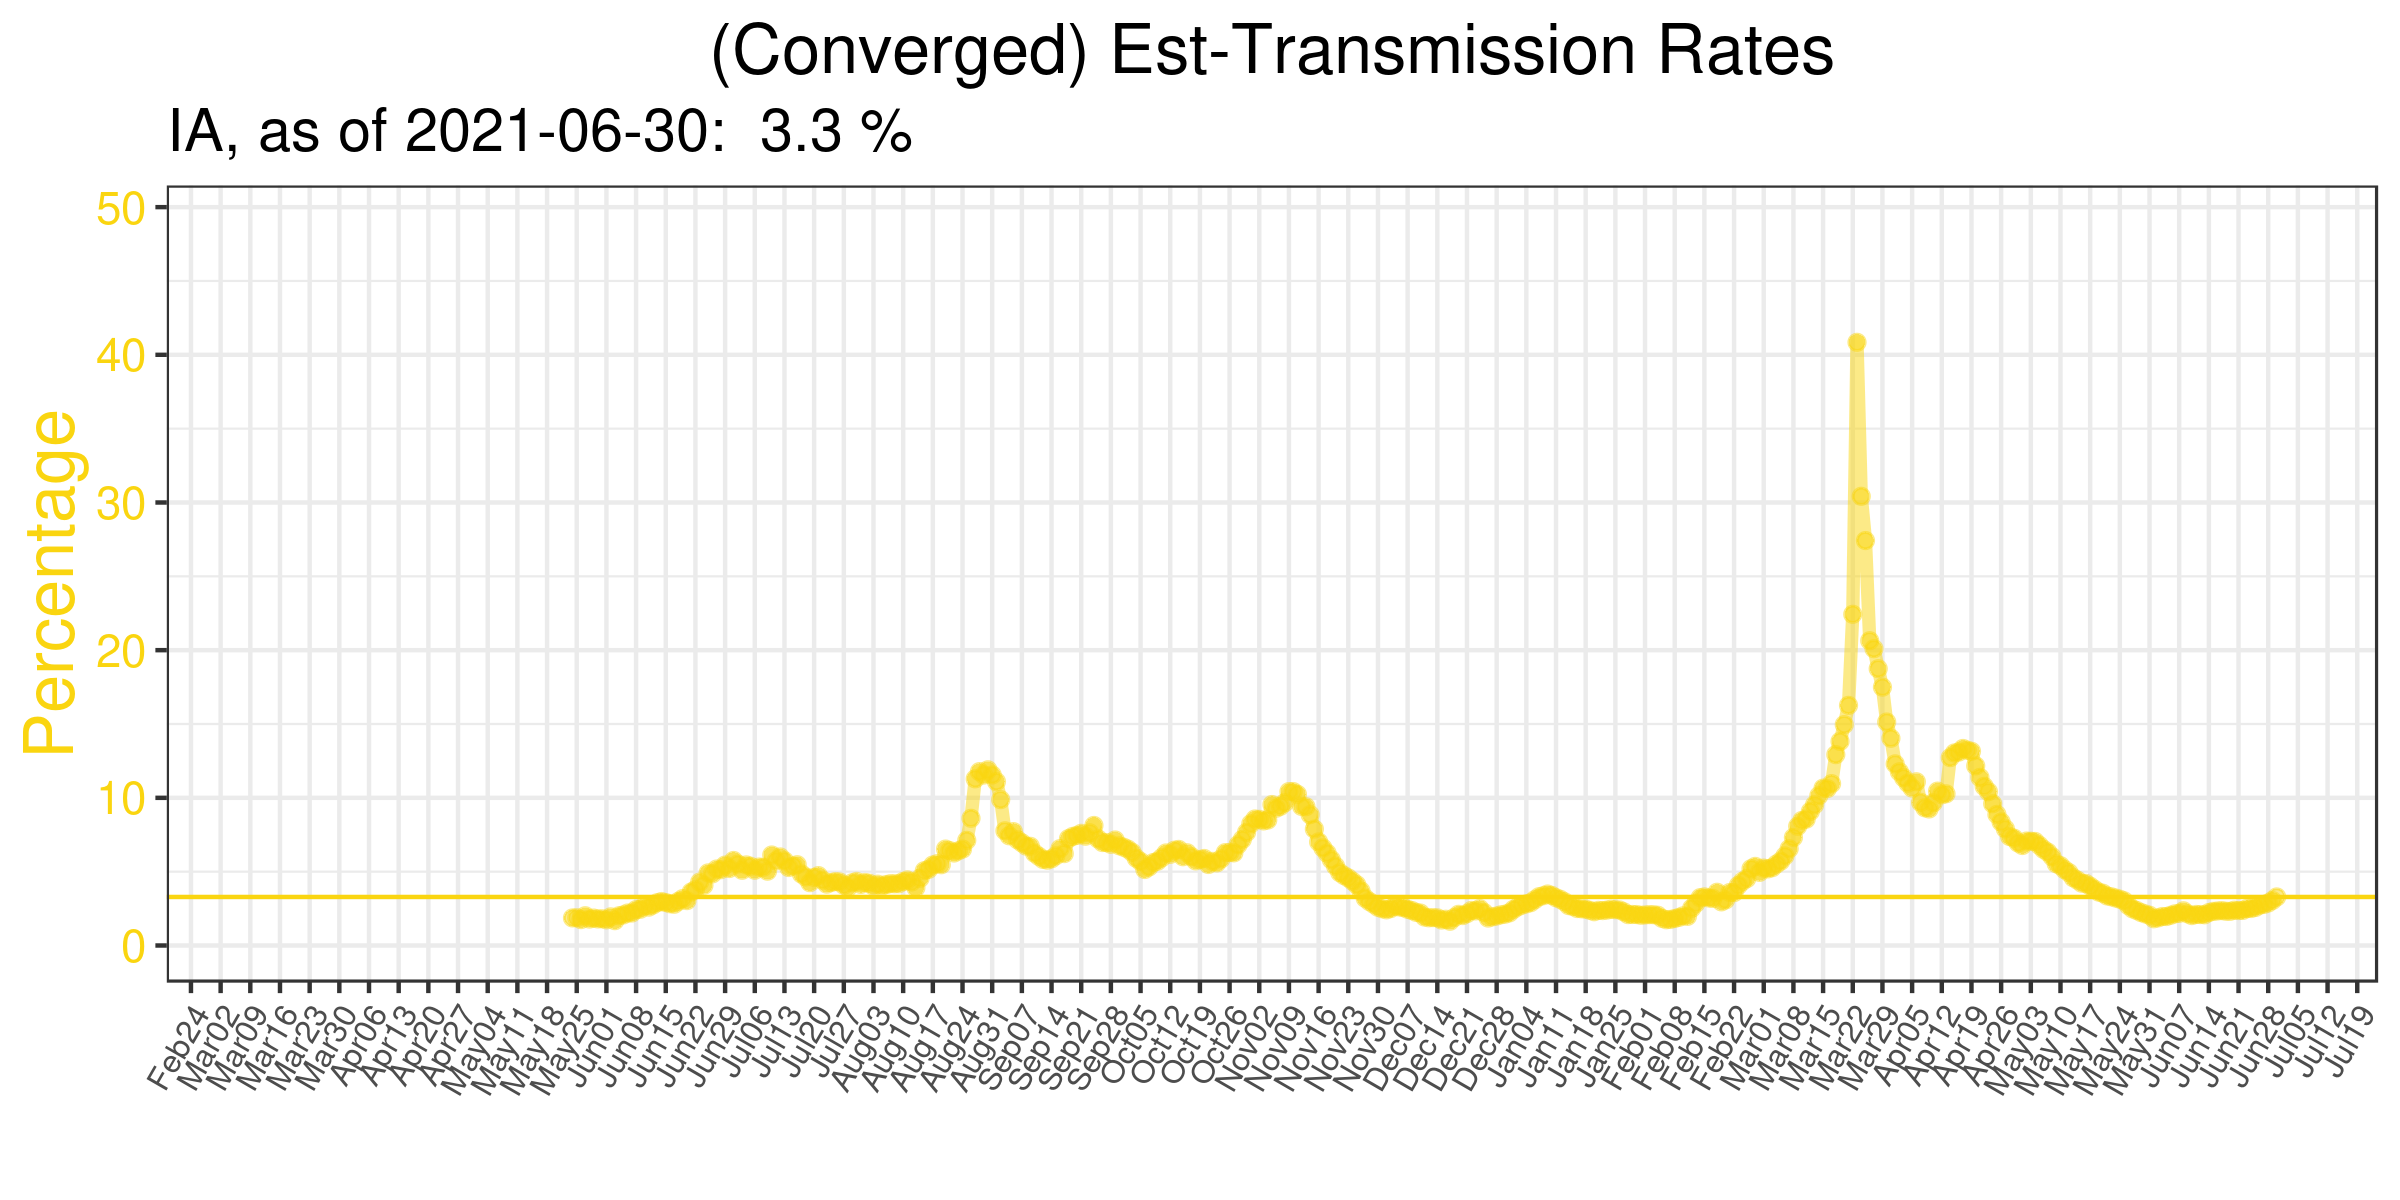 (Converged) Est-Transmission Rates
IA, as of 2021-06-30:  3.3 %
Percentage
50
40
30
20
10
0
Feb24 Mar02 Mar09 Mar16 Mar23 Mar30 Apr06 Apr13 Apr20 Apr27 May04 May11 May18 May25 Jun01 Jun08 Jun15 Jun22 Jun29 Jul06 Jul13 Jul20 Jul27 Aug03 Aug10 Aug17 Aug24 Aug31 Sep07 Sep14 Sep21 Sep28 Oct05 Oct12 Oct19 Oct26 Nov02 Nov09 Nov16 Nov23 Nov30 Dec07 Dec14 Dec21 Dec28 Jan04 Jan11 Jan18 Jan25 Feb01 Feb08 Feb15 Feb22 Mar01 Mar08 Mar15 Mar22 Mar29 Apr05 Apr12 Apr19 Apr26 May03 May10 May17 May24 May31 Jun07 Jun14 Jun21 Jun28 Jul05 Jul12 Jul19